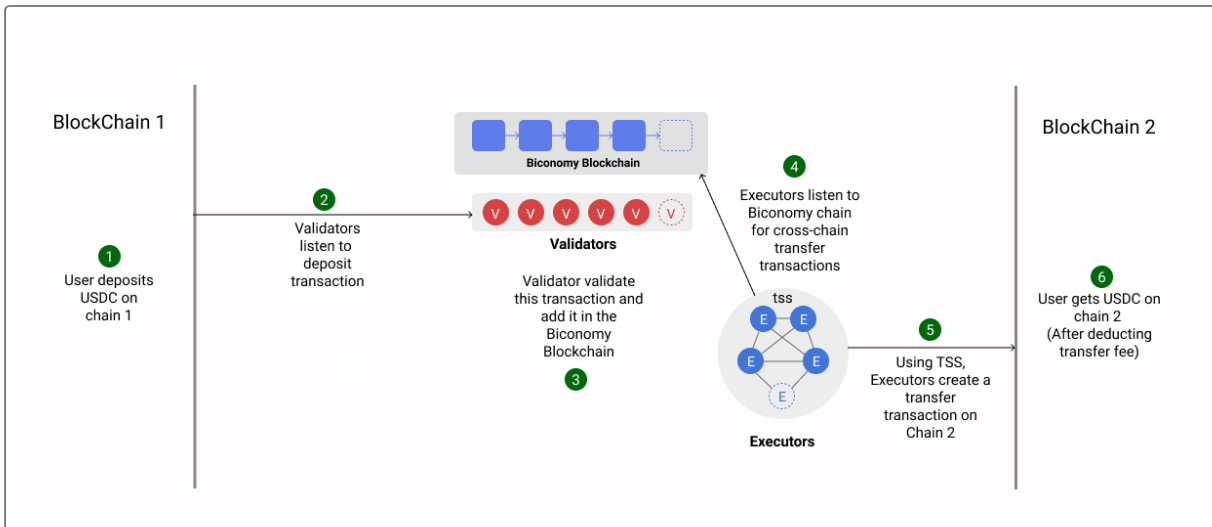 BlockChain 1
BlockChain 2
Biconomy Blockchain
V V V V V V
Validators
1
User deposits
USDC on
chain 1
2
Validators
listen to
deposit
transaction
Validator validate
this transaction and
add it in the
Biconomy
Blockchain
3
4
Executors listen to
Biconomy chain
for cross-chain
transfer
transactions
tss
E E
E E
E
Executors
5
Using TSS,
Executors create a
transfer
transaction on
Chain 2
6
User gets USDC on
chain 2
(After deducting
transfer fee)